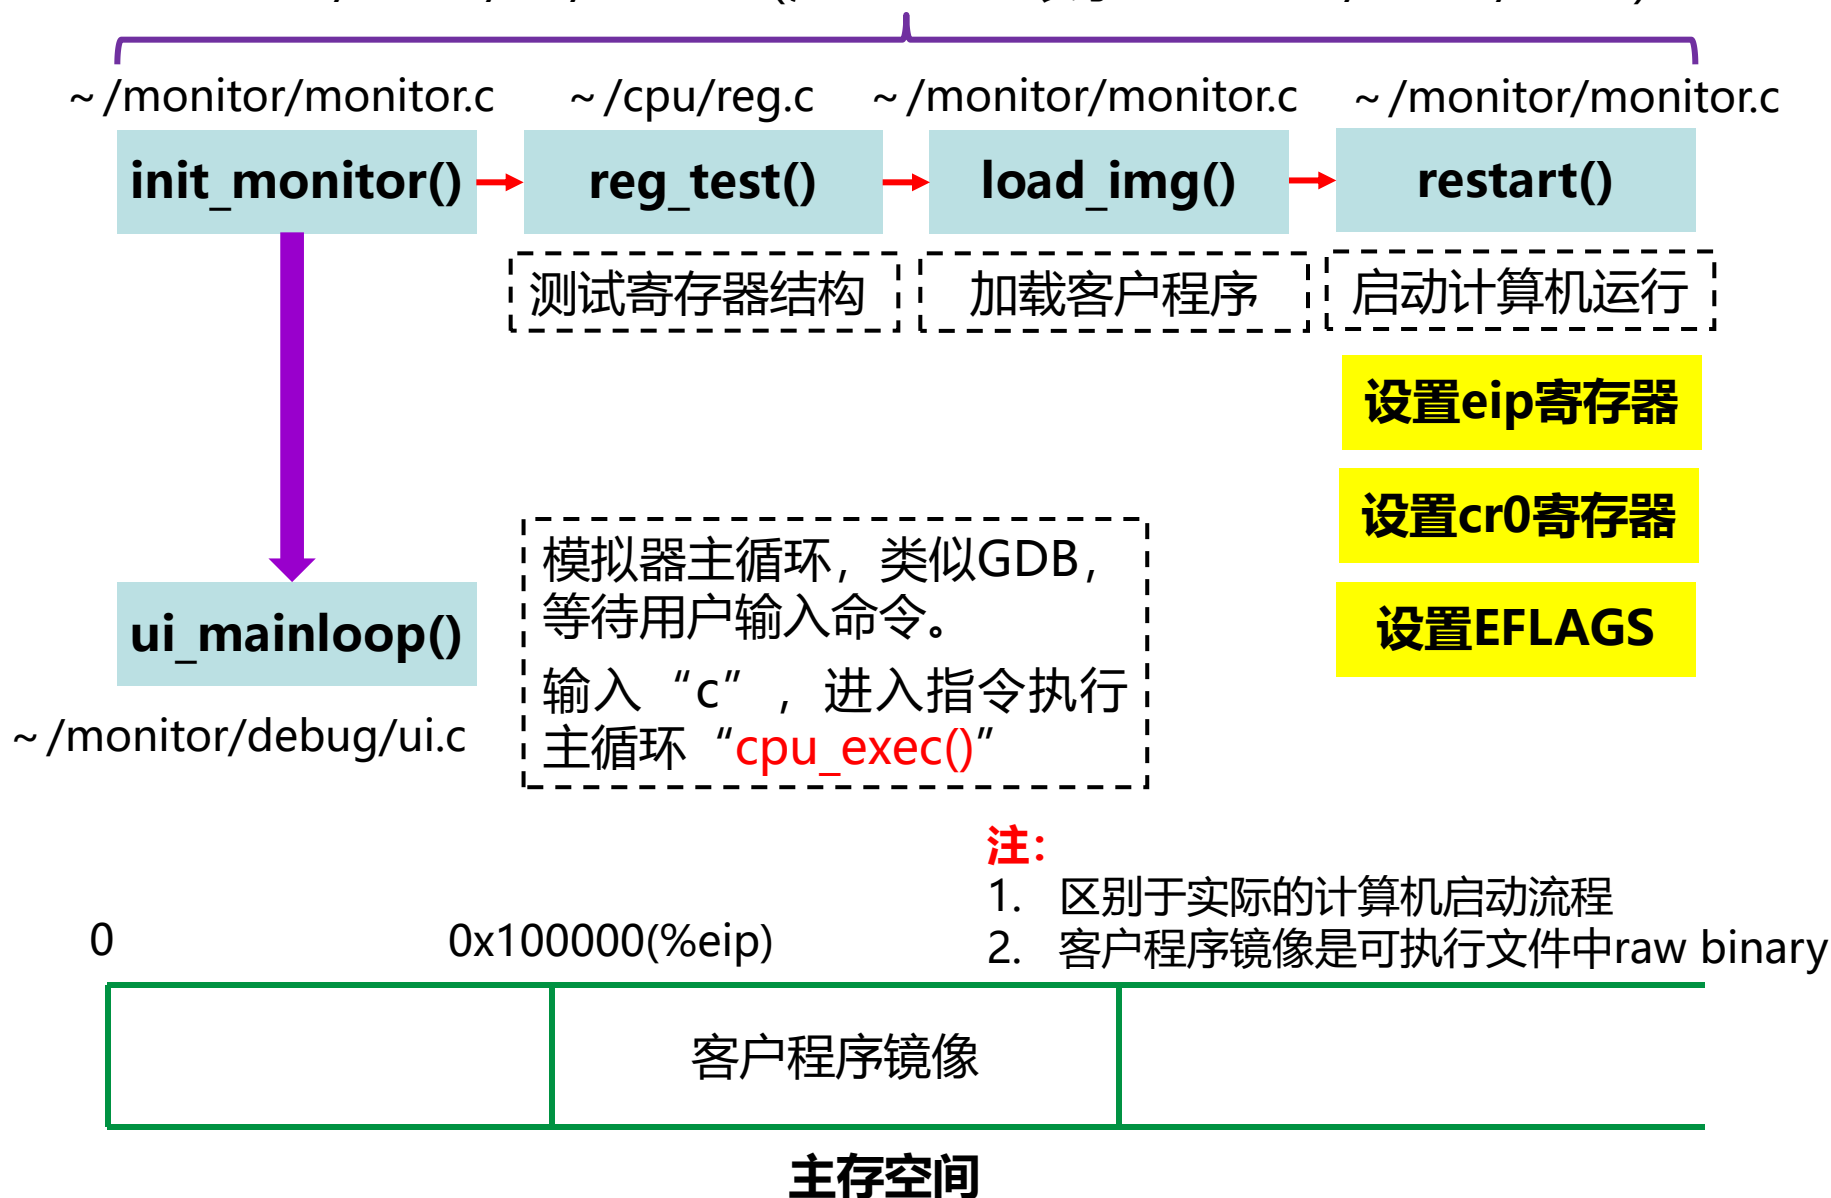 ~/monitor/monitor.c
~/cpu/reg.c
~/monitor/monitor.c
~/monitor/monitor.c
init_monitor()
reg_test()
load_img()
restart()
测试寄存器结构
加载客户程序
启动计算机运行
设置eip寄存器
设置cr0寄存器
设置EFLAGS
ui_mainloop()
~/monitor/debug/ui.c
模拟器主循环，类似GDB，
等待用户输入命令。
输入“c”，进入指令执行
主循环“cpu_exec()”
注：
1. 区别于实际的计算机启动流程
2. 客户程序镜像是可执行文件中raw binary
0
0x100000(%eip)
客户程序镜像
主存空间